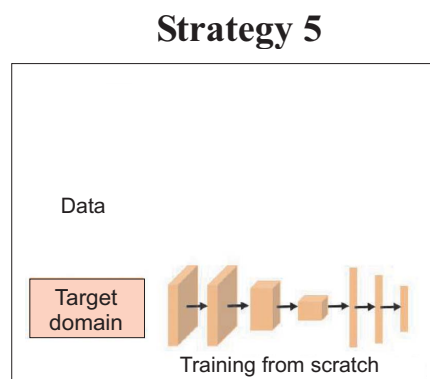 Strategy 5
Data
Target
domain
Training from scratch